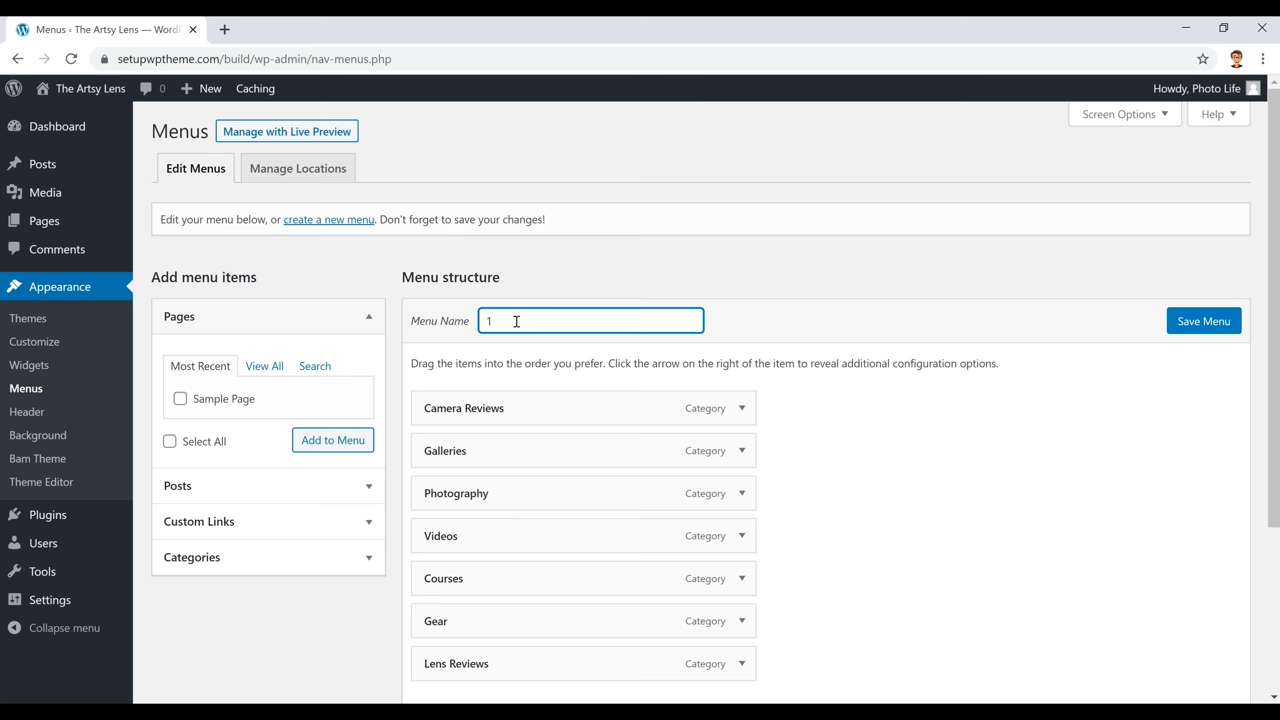 Menus ‹ The Artsy Lens — Word
setupwptheme.com/build/wp-admin/nav-menus.php
The Artsy Lens 0 New Caching Howdy, Photo Life
Screen Options Help
Menus Manage with Live Preview
Edit Menus Manage Locations
Edit your menu below, or create a new menu. Don't forget to save your changes!
Dashboard
Posts
Media
Pages
Comments
Appearance
Themes
Customize
Widgets
Menus
Header
Background
Bam Theme
Theme Editor
Plugins
Users
Tools
Settings
Collapse menu
Add menu items
Pages
Most Recent View All Search
Sample Page
Select All Add to Menu
Posts
Custom Links
Categories
Menu structure
Menu Name 1 Save Menu
Drag the items into the order you prefer. Click the arrow on the right of the item to reveal additional configuration options.
Camera Reviews Category
Galleries Category
Photography Category
Videos Category
Courses Category
Gear Category
Lens Reviews Category